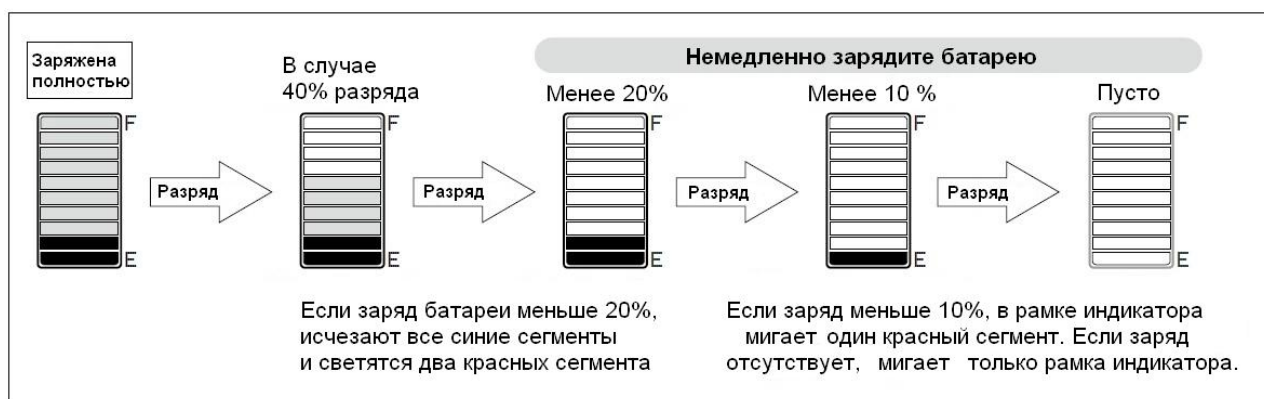 Заряжена
полностью
В случае
40% разряда
Немедленно зарядите батарею
Менее 20%
Менее 10 %
Пусто
F
F
F
F
F
Разряд
Разряд
Разряд
Разряд
E
E
E
E
E
Если заряд батареи меньше 20%,
исчезают все синие сегменты
и светятся два красных сегмента
Если заряд меньше 10%, в рамке индикатора
мигает один красный сегмент. Если заряд
отсутствует, мигает только рамка индикатора.